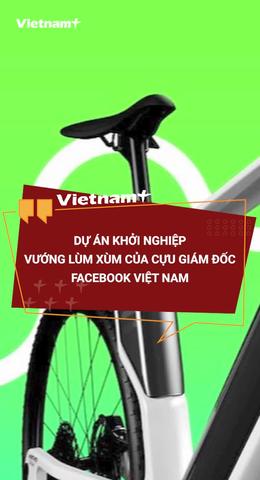 Vietnam+
Vietnam+
DỰ ÁN KHỞI NGHIỆP
VƯỚNG LÙM XÙM CỦA CỰU GIÁM ĐỐC
FACEBOOK VIỆT NAM